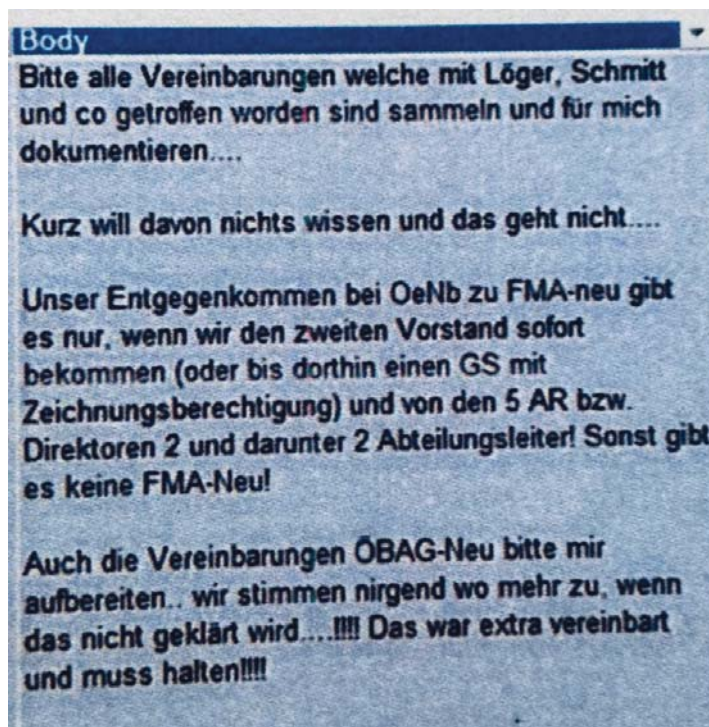 Body
Bitte alle Vereinbarungen welche mit Löger, Schmitt
und co getroffen worden sind sammeln und für mich
dokumentieren....
Kurz will davon nichts wissen und das geht nicht....
Unser Entgegenkommen bei OeNb zu FMA-neu gibt
es nur, wenn wir den zweiten Vorstand sofort
bekommen (oder bis dorthin einen GS mit
Zeichnungsberechtigung) und von den 5 AR bzw.
Direktoren 2 und darunter 2 Abteilungsleiter! Sonst gibt
es keine FMA-Neu!
Auch die Vereinbarungen ÖBAG-Neu bitte mir
aufbereiten.. wir stimmen nirgend wo mehr zu, wenn
das nicht geklärt wird....!!!! Das war extra vereinbart
und muss halten!!!!